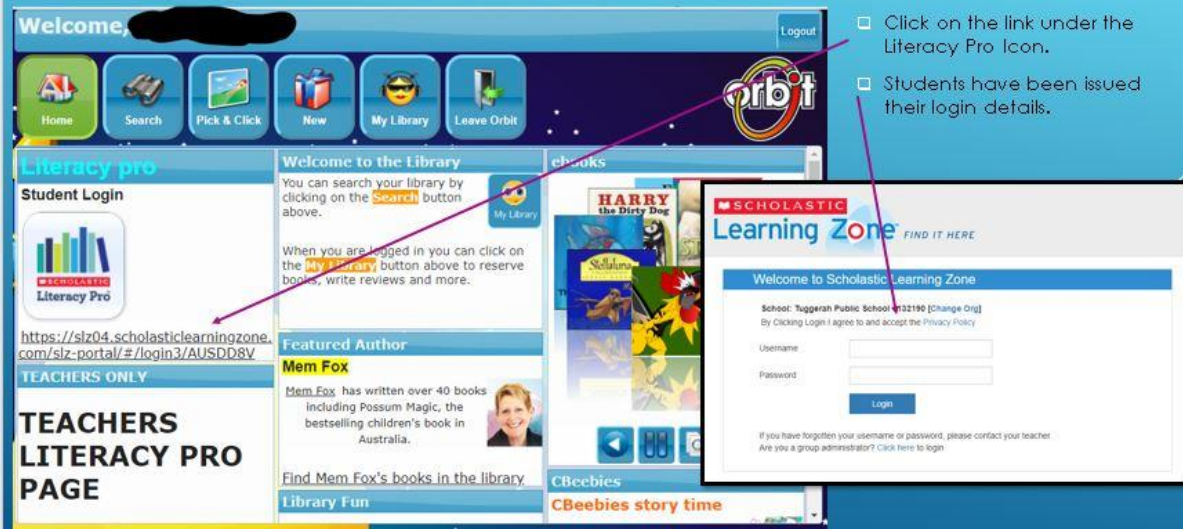 Welcome,
Logout
Home
Search
Pick & Click
New
My Library
Leave Orbit
orbit
Literacy pro
Student Login
SCHOLASTIC
Literacy Pro
https://slz04.scholasticlearningzone.
com/slz-portal/#/login3/AUSDD8V
TEACHERS ONLY
TEACHERS
LITERACY PRO
PAGE
Welcome to the Library
You can search your library by
clicking on the Search button
above.
My Library
When you are logged in you can click on
the My Library button above to reserve
books, write reviews and more.
Featured Author
Mem Fox
Mem Fox has written over 40 books
including Possum Magic, the
bestselling children's book in
Australia.
Find Mem Fox's books in the library
Library Fun
ebooks
HARRY
the Dirty Dog
Stellaluna
CBeebies
CBeebies story time
Click on the link under the
Literacy Pro Icon.
Students have been issued
their login details.
SCHOLASTIC
Learning Zone FIND IT HERE
Welcome to Scholastic Learning Zone
School: Tuggerah Public School 132190 [Change Org]
By Clicking Login I agree to and accept the Privacy Policy
Username
Password
Login
If you have forgotten your username or password, please contact your teacher
Are you a group administrator? Click here to login